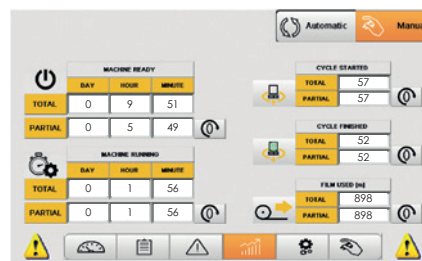 Automatic
Manua
MACHINE READY
DAY HOUR MINUTE
TOTAL 0 9 51
PARTIAL 0 5 49
MACHINE RUNNING
DAY HOUR MINUTE
TOTAL 0 1 56
PARTIAL 0 1 56
CYCLE STARTED
TOTAL 57
PARTIAL 57
CYCLE FINISHED
TOTAL 52
PARTIAL 52
FILM USED [m]
TOTAL 898
PARTIAL 898